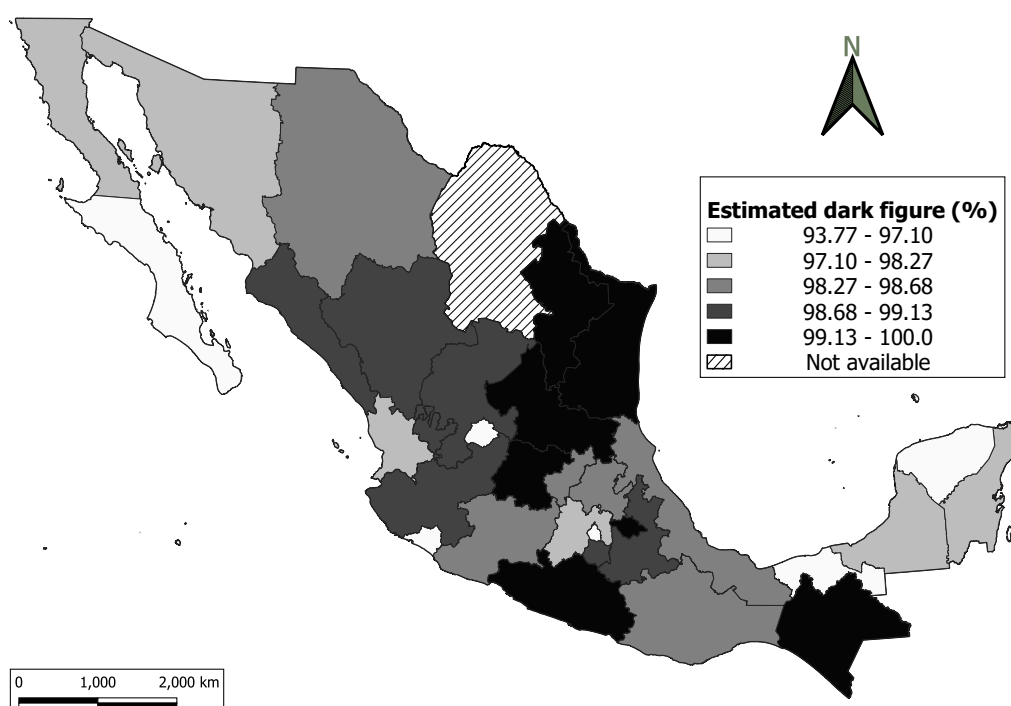 N
Estimated dark figure (%)
93.77 - 97.10
97.10 - 98.27
98.27 - 98.68
98.68 - 99.13
99.13 - 100.0
Not available
0 1,000 2,000 km